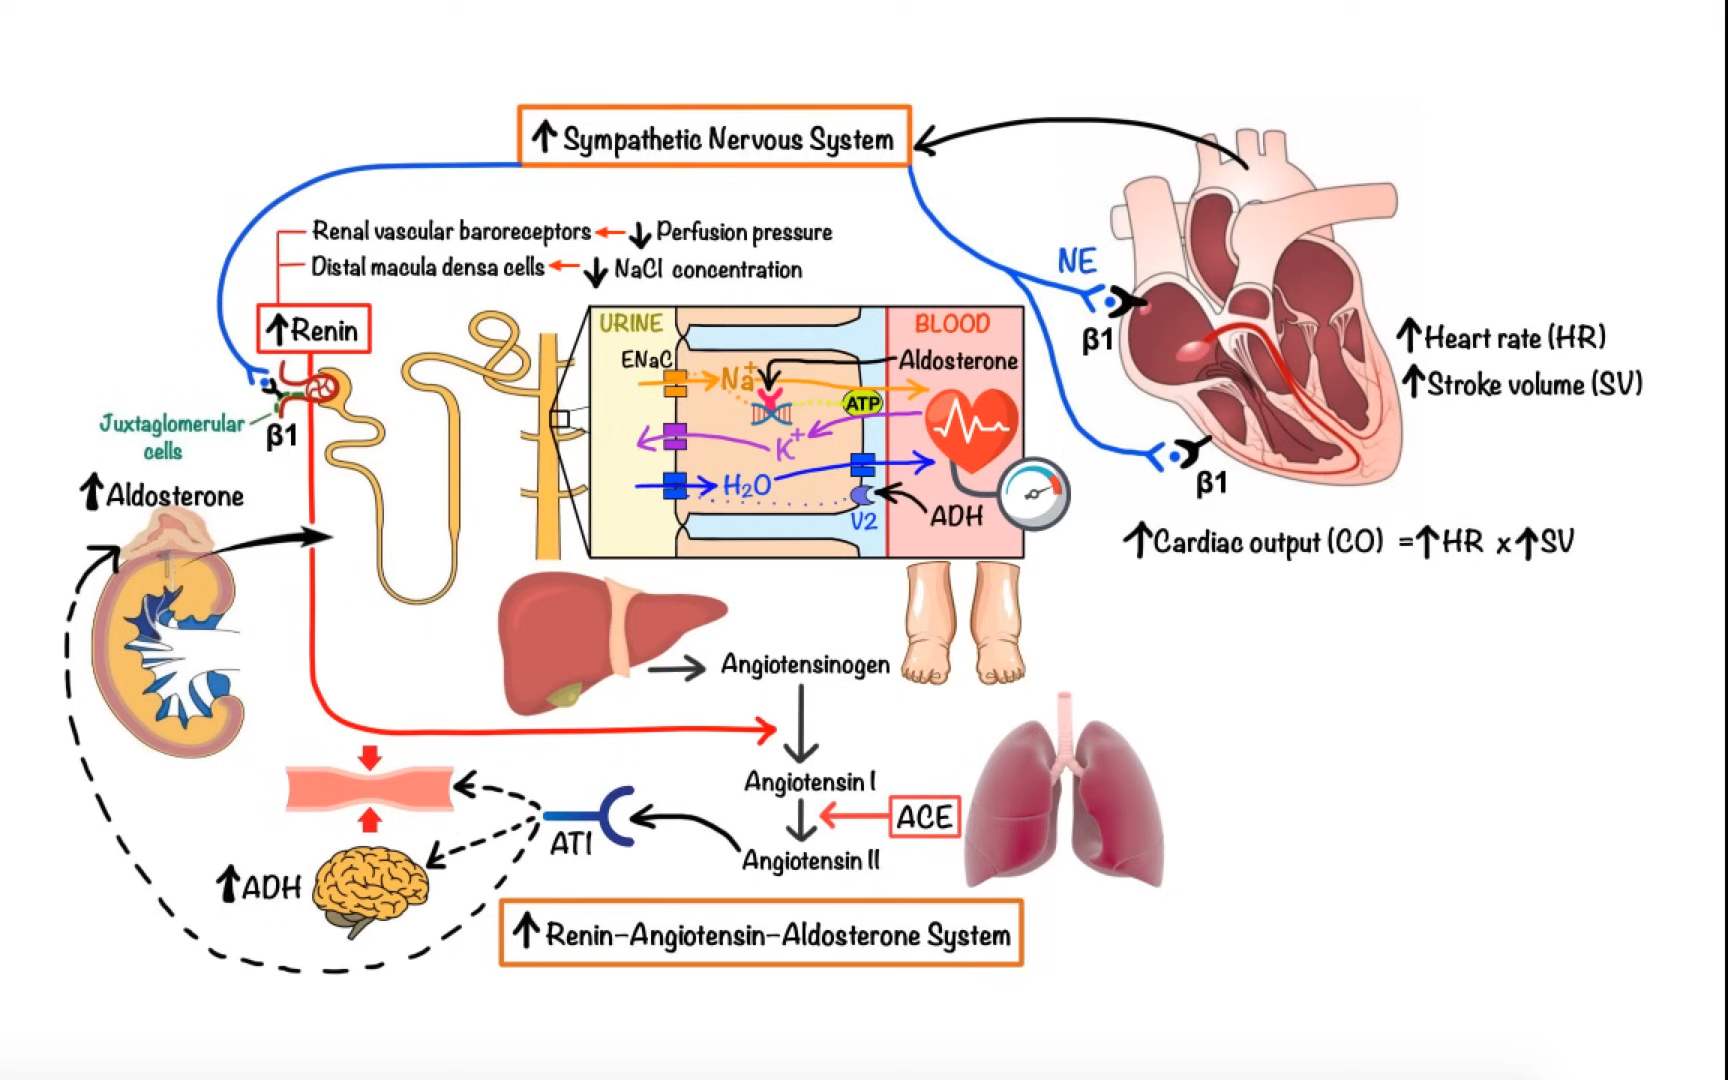 ↑ Sympathetic Nervous System
Renal vascular baroreceptors ← ↓ Perfusion pressure
Distal macula densa cells ← ↓ NaCl concentration
↑Renin
Juxtaglomerular
cells
β1
↑Aldosterone
URINE
BLOOD
ENaC
Na+
Aldosterone
ATP
K+
H₂O
V2
ADH
NE
β1
β1
↑Heart rate (HR)
↑Stroke volume (SV)
↑Cardiac output (CO) =↑HR x↑SV
Angiotensinogen
Angiotensin I
ACE
Angiotensin II
AT1
↑ADH
↑ Renin-Angiotensin-Aldosterone System